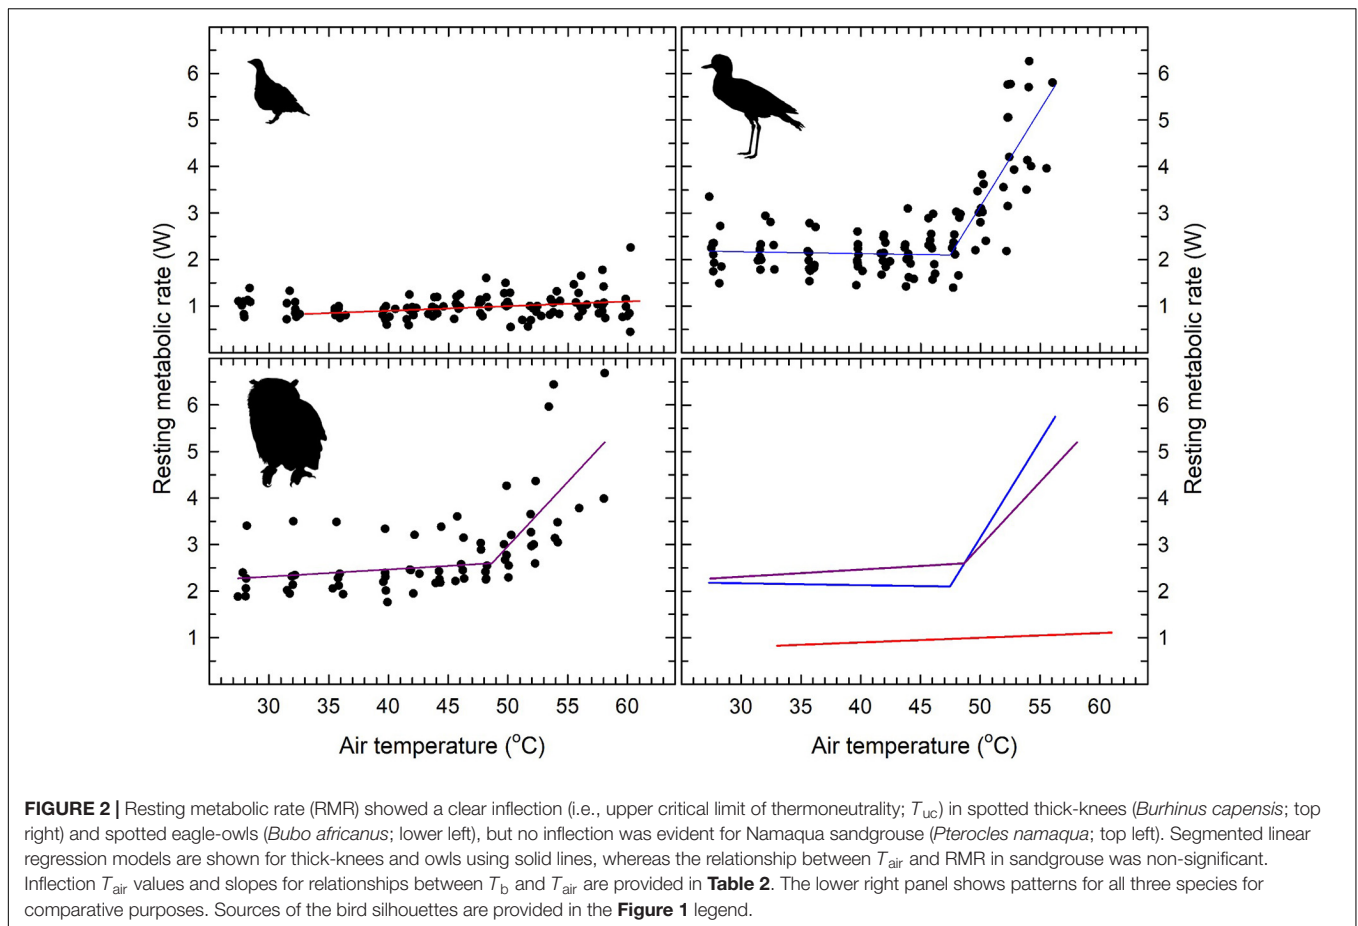 6
5
4
3
2
1
6
5
4
3
2
1
Resting metabolic rate (W)
Resting metabolic rate (W)
6
5
4
3
2
1
6
5
4
3
2
1
30 35 40 45 50 55 60
30 35 40 45 50 55 60
Air temperature (°C)
Air temperature (°C)
FIGURE 2 | Resting metabolic rate (RMR) showed a clear inflection (i.e., upper critical limit of thermoneutrality; Tuc) in spotted thick-knees (Burhinus capensis; top
right) and spotted eagle-owls (Bubo africanus; lower left), but no inflection was evident for Namaqua sandgrouse (Pterocles namaqua; top left). Segmented linear
regression models are shown for thick-knees and owls using solid lines, whereas the relationship between Tair and RMR in sandgrouse was non-significant.
Inflection Tair values and slopes for relationships between Tb and Tair are provided in Table 2. The lower right panel shows patterns for all three species for
comparative purposes. Sources of the bird silhouettes are provided in the Figure 1 legend.